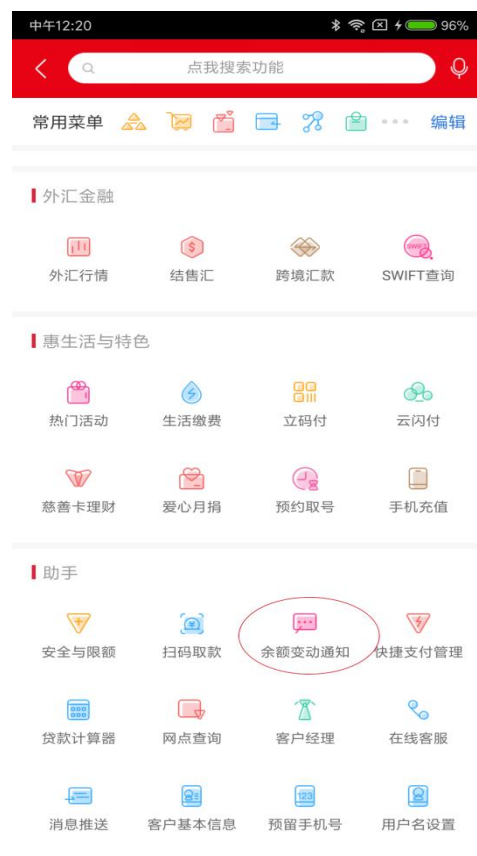 中午12:20 96%
点我搜索功能
常用菜单 编辑
外汇金融
外汇行情 结售汇 跨境汇款 SWIFT查询
惠生活与特色
热门活动 生活缴费 立码付 云闪付
慈善卡理财 爱心月捐 预约取号 手机充值
助手
安全与限额 扫码取款 余额变动通知 快捷支付管理
贷款计算器 网点查询 客户经理 在线客服
123
消息推送 客户基本信息 预留手机号 用户名设置